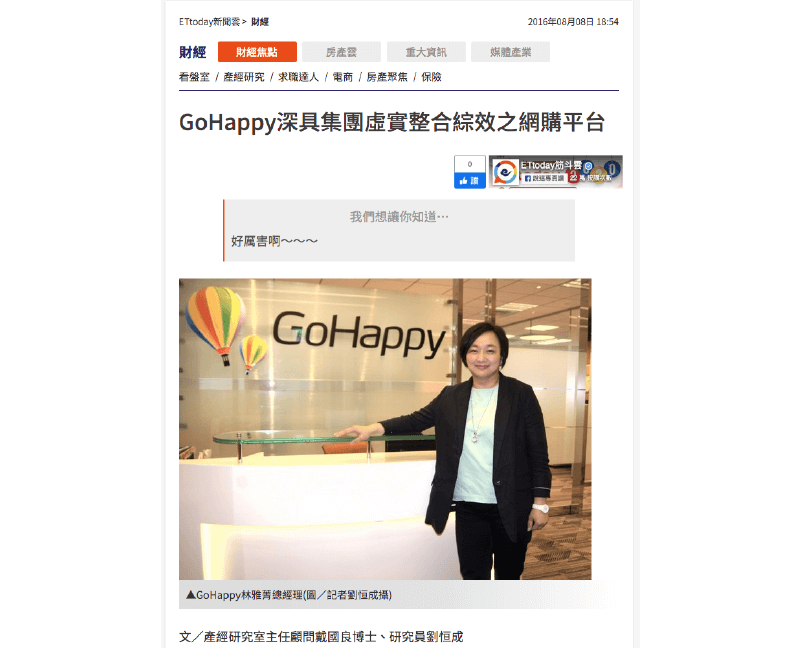 ETtoday新聞雲 > 財經
2016年08月08日 18:54
財經 財經焦點 房產雲 重大資訊 媒體產業
看盤室 / 產經研究 / 求職達人 / 電商 / 房產聚焦 / 保險
GoHappy深具集團虛實整合綜效之網購平台
0
讚
ETtoday筋斗雲
我們想讓你知道…
好厲害啊～～～
GoHappy
▲GoHappy林雅菁總經理(圖／記者劉恒成攝)
文／產經研究室主任顧問戴國良博士、研究員劉恒成